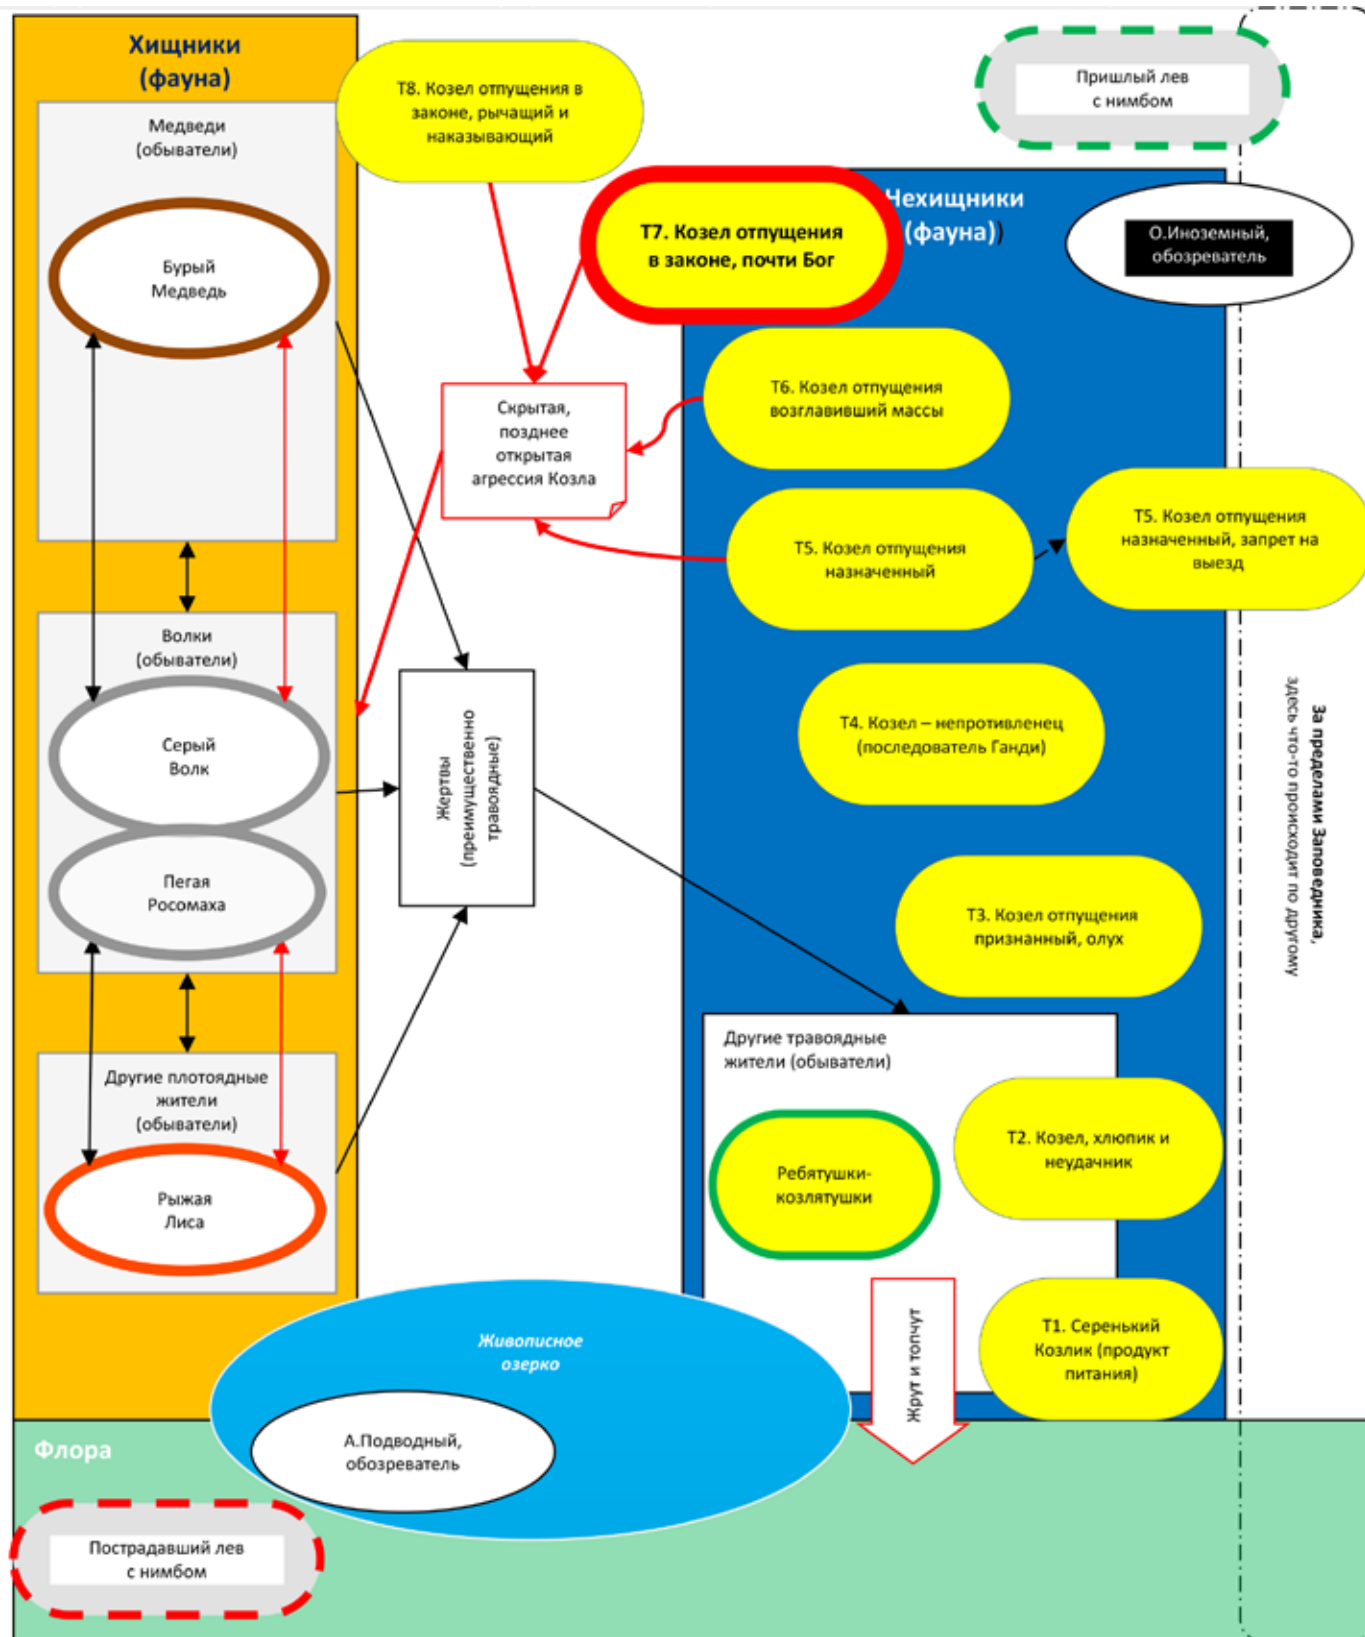 Хищники
(фауна)
Медведи
(обыватели)
Бурый
Медведь
Волки
(обыватели)
Серый
Волк
Пегая
Росомаха
Другие плотоядные
жители
(обыватели)
Рыжая
Лиса
Т8. Козел отпущения в
законе, рычащий и
наказывающий
Т7. Козел отпущения
в законе, почти Бог
Скрытая,
позднее
открытая
агрессия Козла
Жертвы
(преимущественно
травоядные)
Чехищники
(фауна))
Пришлый лев
с нимбом
О.Иноземный,
обозреватель
Т6. Козел отпущения
возглавивший массы
Т5. Козел отпущения
назначенный
Т5. Козел отпущения
назначенный, запрет на
выезд
Т4. Козел – непротивленец
(последователь Ганди)
Т3. Козел отпущения
признанный, олух
Другие травоядные
жители (обыватели)
Ребятушки-
козлятушки
Т2. Козел, хлюпик и
неудачник
Т1. Серенький
Козлик (продукт
питания)
Жрут и топчут
За пределами Заповедника,
здесь что-то происходит по другому
Живописное
озерко
А.Подводный,
обозреватель
Флора
Пострадавший лев
с нимбом